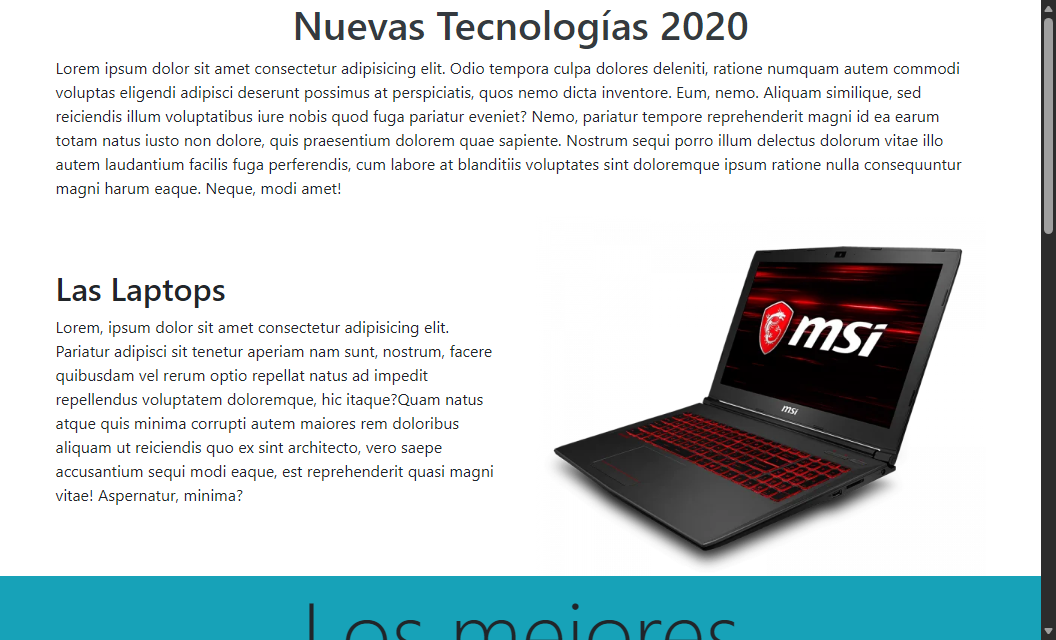 Nuevas Tecnologías 2020
Lorem ipsum dolor sit amet consectetur adipisicing elit. Odio tempora culpa dolores deleniti, ratione numquam autem commodi
voluptas eligendi adipisci deserunt possimus at perspiciatis, quos nemo dicta inventore. Eum, nemo. Aliquam similique, sed
reiciendis illum voluptatibus iure nobis quod fuga pariatur eveniet? Nemo, pariatur tempore reprehenderit magni id ea earum
totam natus iusto non dolore, quis praesentium dolorem quae sapiente. Nostrum sequi porro illum delectus dolorum vitae illo
autem laudantium facilis fuga perferendis, cum labore at blanditiis voluptates sint doloremque ipsum ratione nulla consequuntur
magni harum eaque. Neque, modi amet!
Las Laptops
Lorem, ipsum dolor sit amet consectetur adipisicing elit.
Pariatur adipisci sit tenetur aperiam nam sunt, nostrum, facere
quibusdam vel rerum optio repellat natus ad impedit
repellendus voluptatem doloremque, hic itaque?Quam natus
atque quis minima corrupti autem maiores rem doloribus
aliquam ut reiciendis quo ex sint architecto, vero saepe
accusantium sequi modi eaque, est reprehenderit quasi magni
vitae! Aspernatur, minima?
msi
msi
Los mejores